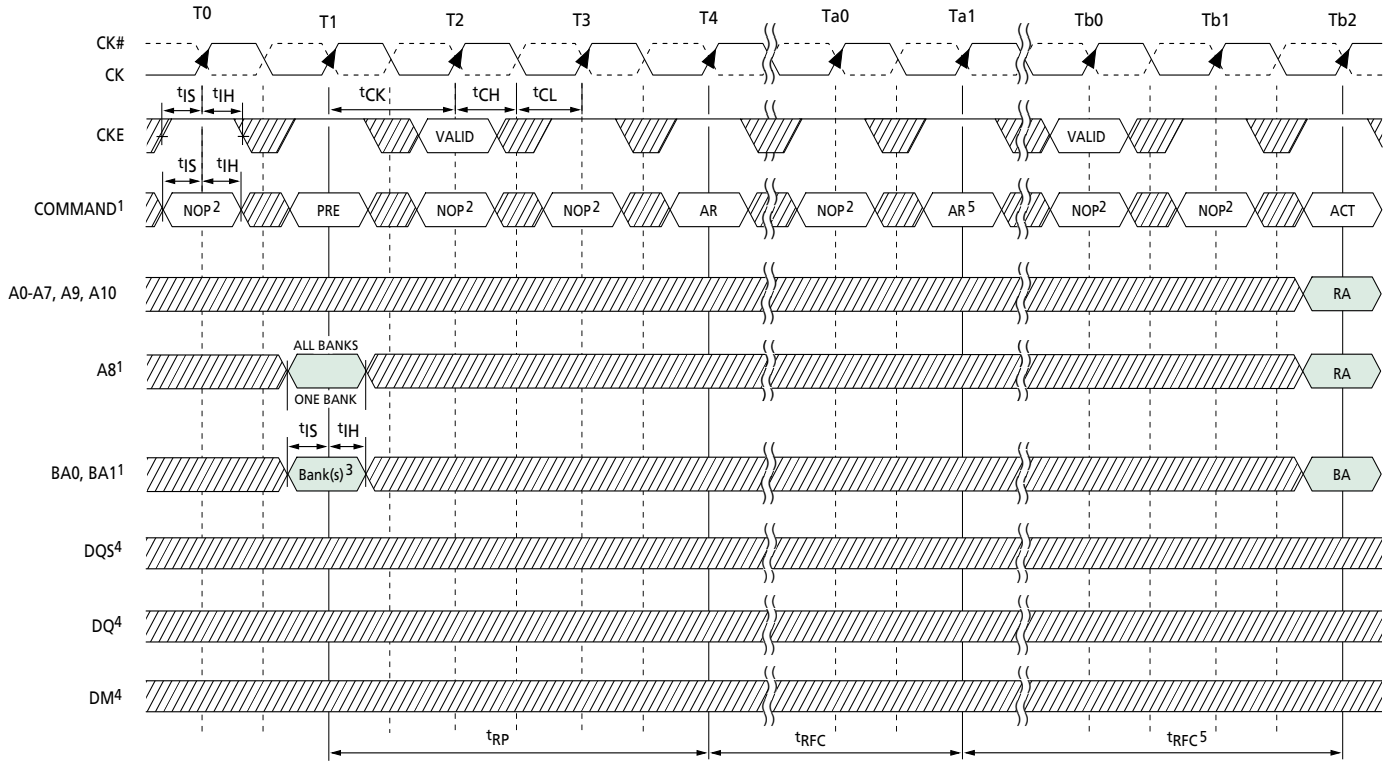 T0 T1 T2 T3 T4 Ta0 Ta1 Tb0 Tb1 Tb2
CK#
CK
tIS tIH tCK tCH tCL
CKE VALID VALID
tIS tIH
COMMAND1 NOP2 PRE NOP2 NOP2 AR NOP2 AR5 NOP2 NOP2 ACT
A0-A7, A9, A10 RA
ALL BANKS
A81 RA
ONE BANK
tIS tIH
BA0, BA11 Bank(s)3 BA
DQS4
DQ4
DM4
tRP tRFC tRFC5